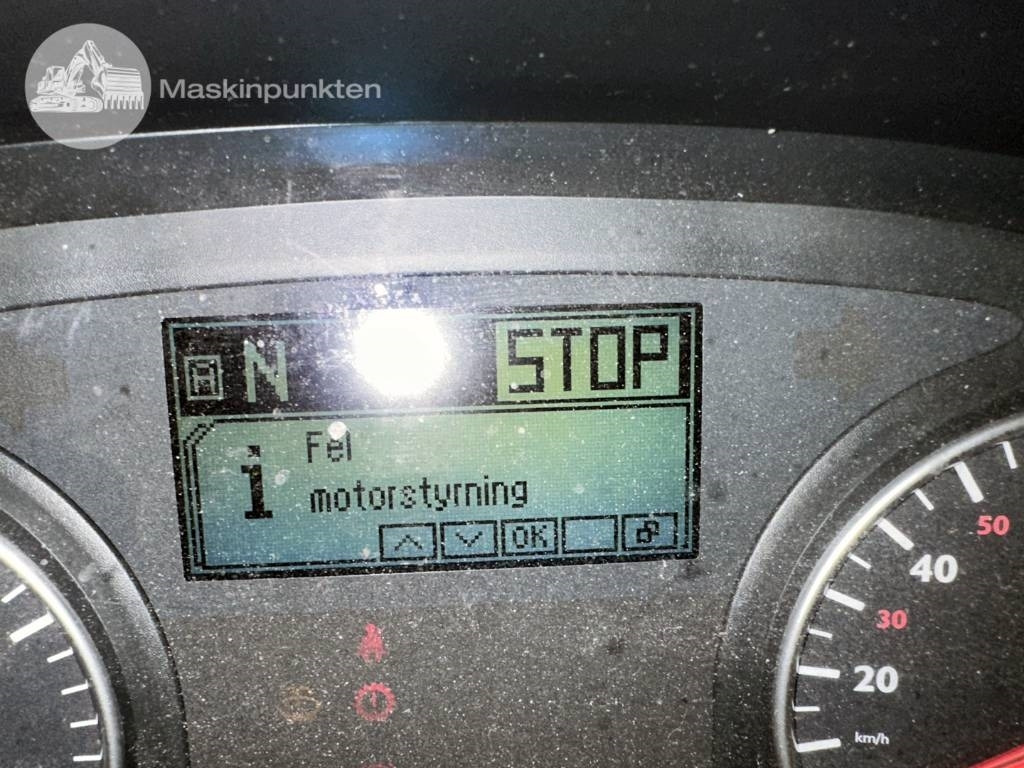 Maskinpunkten
A N STOP
i Fel
motorstyrning
OK
50
40
30
20
km/h